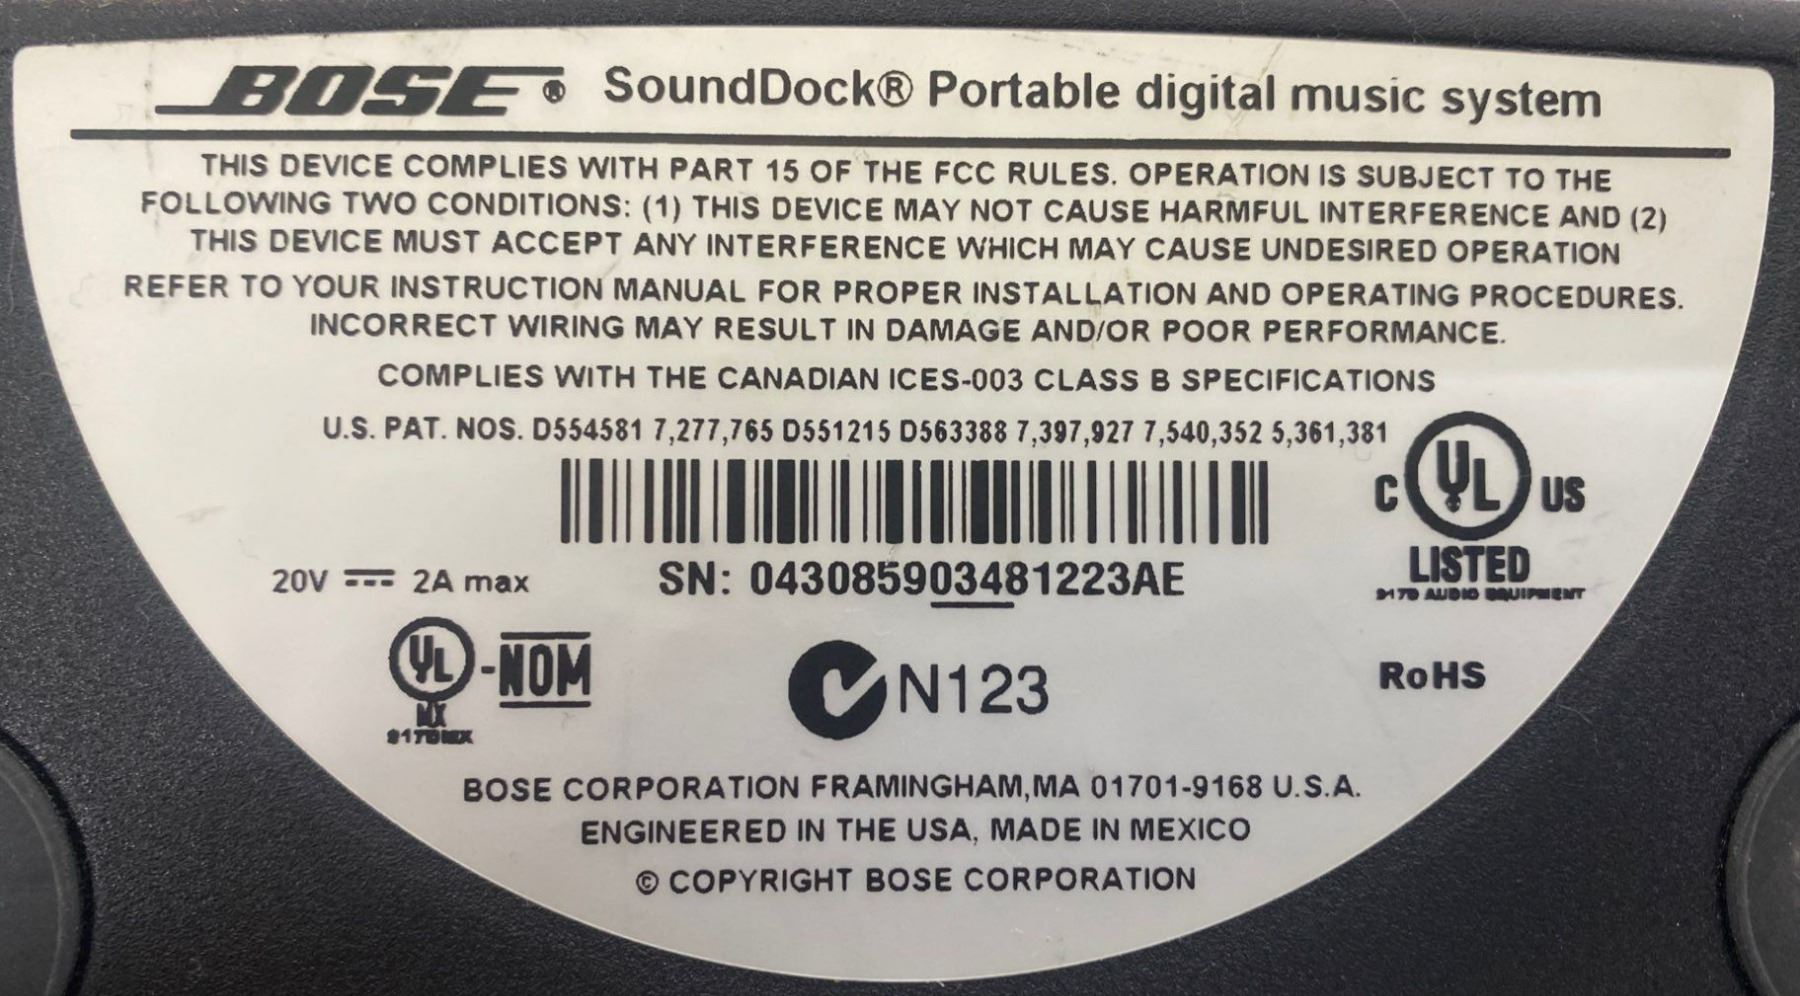 BOSE® SoundDock® Portable digital music system
THIS DEVICE COMPLIES WITH PART 15 OF THE FCC RULES. OPERATION IS SUBJECT TO THE
FOLLOWING TWO CONDITIONS: (1) THIS DEVICE MAY NOT CAUSE HARMFUL INTERFERENCE AND (2)
THIS DEVICE MUST ACCEPT ANY INTERFERENCE WHICH MAY CAUSE UNDESIRED OPERATION
REFER TO YOUR INSTRUCTION MANUAL FOR PROPER INSTALLATION AND OPERATING PROCEDURES.
INCORRECT WIRING MAY RESULT IN DAMAGE AND/OR POOR PERFORMANCE.
COMPLIES WITH THE CANADIAN ICES-003 CLASS B SPECIFICATIONS
U.S. PAT. NOS. D554581 7,277,765 D551215 D563388 7,397,927 7,540,352 5,361,381
C UL US
LISTED
917D AUDIO EQUIPMENT
20V ⎓ 2A max
SN: 043085903481223AE
UL -NOM
MX
917DMX
N123
RoHS
BOSE CORPORATION FRAMINGHAM,MA 01701-9168 U.S.A.
ENGINEERED IN THE USA, MADE IN MEXICO
© COPYRIGHT BOSE CORPORATION